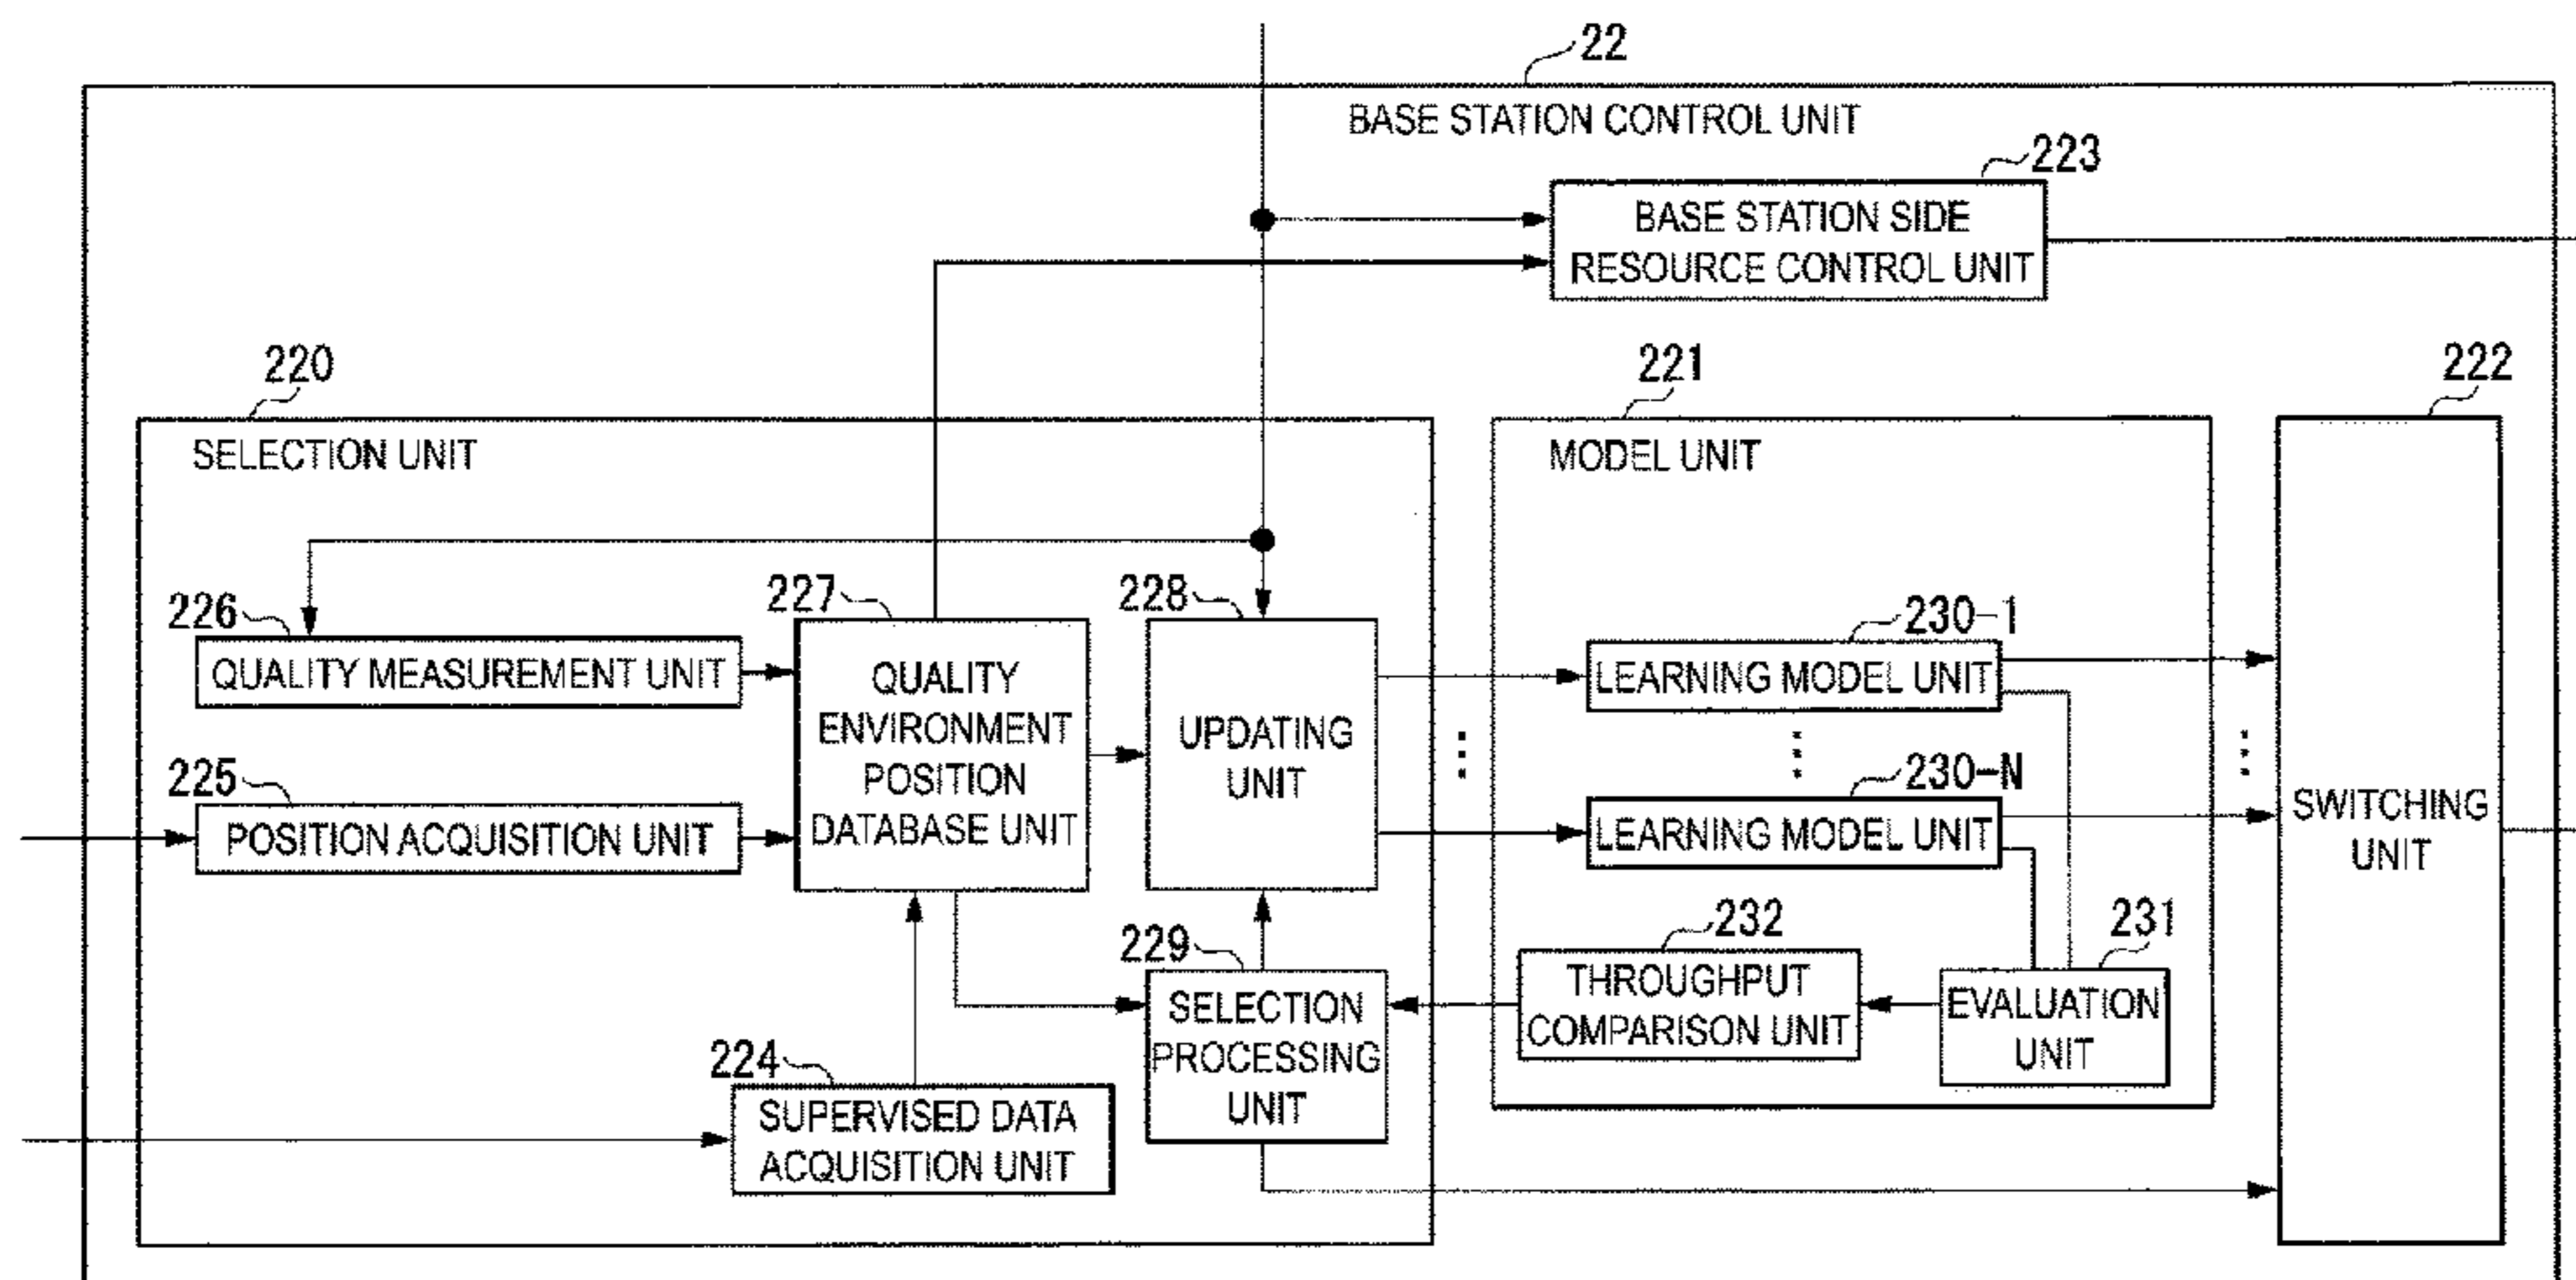 22
BASE STATION CONTROL UNIT
223
BASE STATION SIDE
RESOURCE CONTROL UNIT
220
SELECTION UNIT
221
MODEL UNIT
222
SWITCHING
UNIT
226
QUALITY MEASUREMENT UNIT
225
POSITION ACQUISITION UNIT
227
QUALITY
ENVIRONMENT
POSITION
DATABASE UNIT
228
UPDATING
UNIT
230-1
LEARNING MODEL UNIT
230-N
LEARNING MODEL UNIT
232
THROUGHPUT
COMPARISON UNIT
231
EVALUATION
UNIT
229
SELECTION
PROCESSING
UNIT
224
SUPERVISED DATA
ACQUISITION UNIT